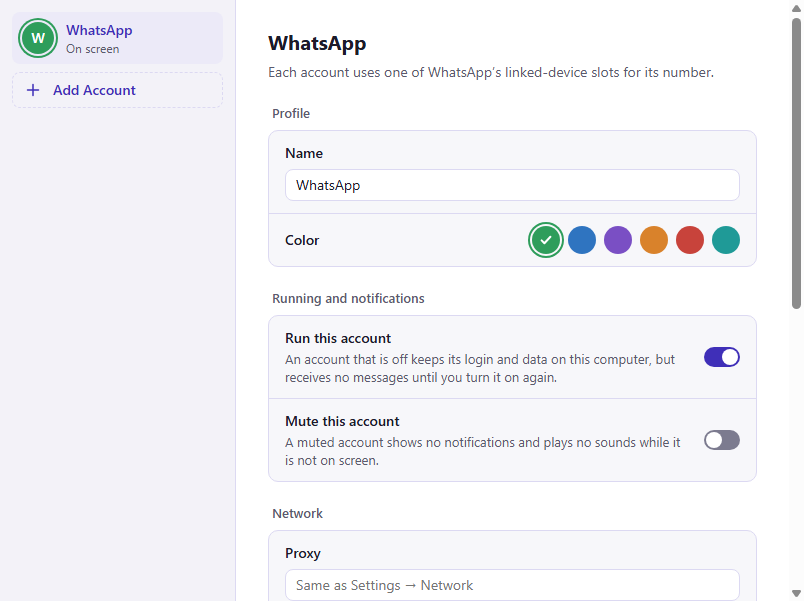 W
WhatsApp
On screen
+ Add Account
WhatsApp
Each account uses one of WhatsApp's linked-device slots for its number.
Profile
Name
WhatsApp
Color
Running and notifications
Run this account
An account that is off keeps its login and data on this computer, but
receives no messages until you turn it on again.
Mute this account
A muted account shows no notifications and plays no sounds while it
is not on screen.
Network
Proxy
Same as Settings → Network